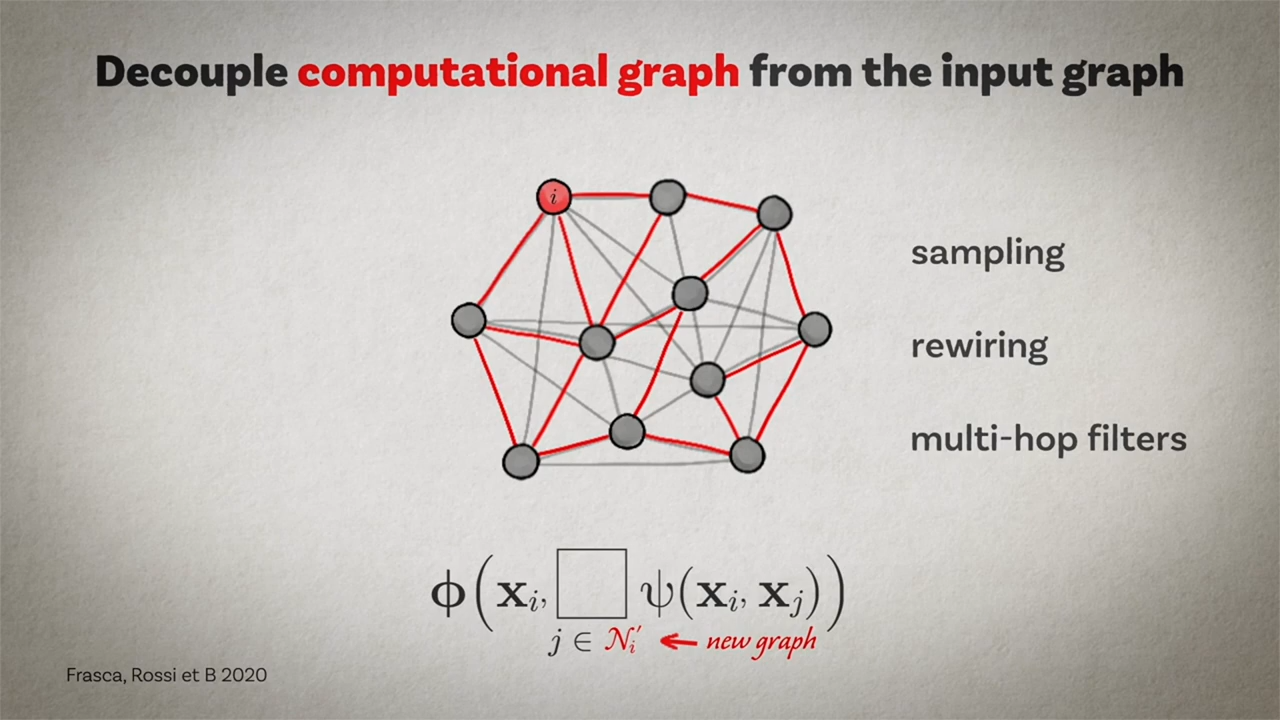 Decouple computational graph from the input graph
i
sampling
rewiring
multi-hop filters
ϕ(x_i, □ ψ(x_i, x_j))
j ∈ 𝒩_i′ ← new graph
Frasca, Rossi et B 2020